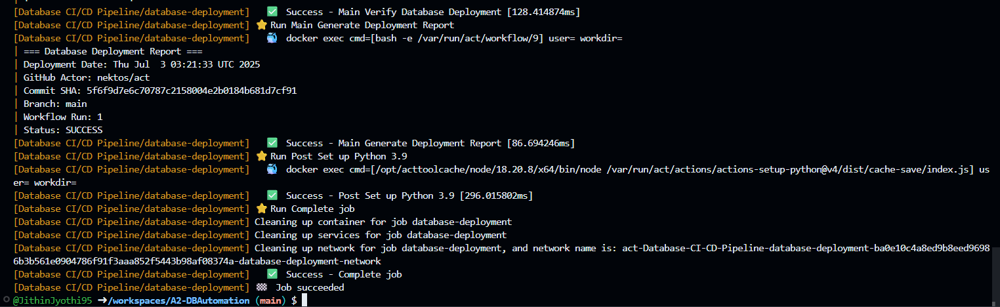 [Database CI/CD Pipeline/database-deployment] ✅ Success - Main Verify Database Deployment [128.414874ms]
[Database CI/CD Pipeline/database-deployment] ⭐ Run Main Generate Deployment Report
[Database CI/CD Pipeline/database-deployment] 🐳 docker exec cmd=[bash -e /var/run/act/workflow/9] user= workdir=
| === Database Deployment Report ===
| Deployment Date: Thu Jul  3 03:21:33 UTC 2025
| GitHub Actor: nektos/act
| Commit SHA: 5f6f9d7e6c70787c2158004e2b0184b681d7cf91
| Branch: main
| Workflow Run: 1
| Status: SUCCESS
[Database CI/CD Pipeline/database-deployment] ✅ Success - Main Generate Deployment Report [86.694246ms]
[Database CI/CD Pipeline/database-deployment] ⭐ Run Post Set up Python 3.9
[Database CI/CD Pipeline/database-deployment] 🐳 docker exec cmd=[/opt/acttoolcache/node/18.20.8/x64/bin/node /var/run/act/actions/actions-setup-python@v4/dist/cache-save/index.js] us
er= workdir=
[Database CI/CD Pipeline/database-deployment] ✅ Success - Post Set up Python 3.9 [296.015802ms]
[Database CI/CD Pipeline/database-deployment] ⭐ Run Complete job
[Database CI/CD Pipeline/database-deployment] Cleaning up container for job database-deployment
[Database CI/CD Pipeline/database-deployment] Cleaning up services for job database-deployment
[Database CI/CD Pipeline/database-deployment] Cleaning up network for job database-deployment, and network name is: act-Database-CI-CD-Pipeline-database-deployment-ba0e10c4a8ed9b8eed9698
6b3b561e0904786f91f3aaa852f5443b98af08374a-database-deployment-network
[Database CI/CD Pipeline/database-deployment] ✅ Success - Complete job
[Database CI/CD Pipeline/database-deployment] 🏁 Job succeeded
@JithinJyothi95 ➜/workspaces/A2-DBAutomation (main) $